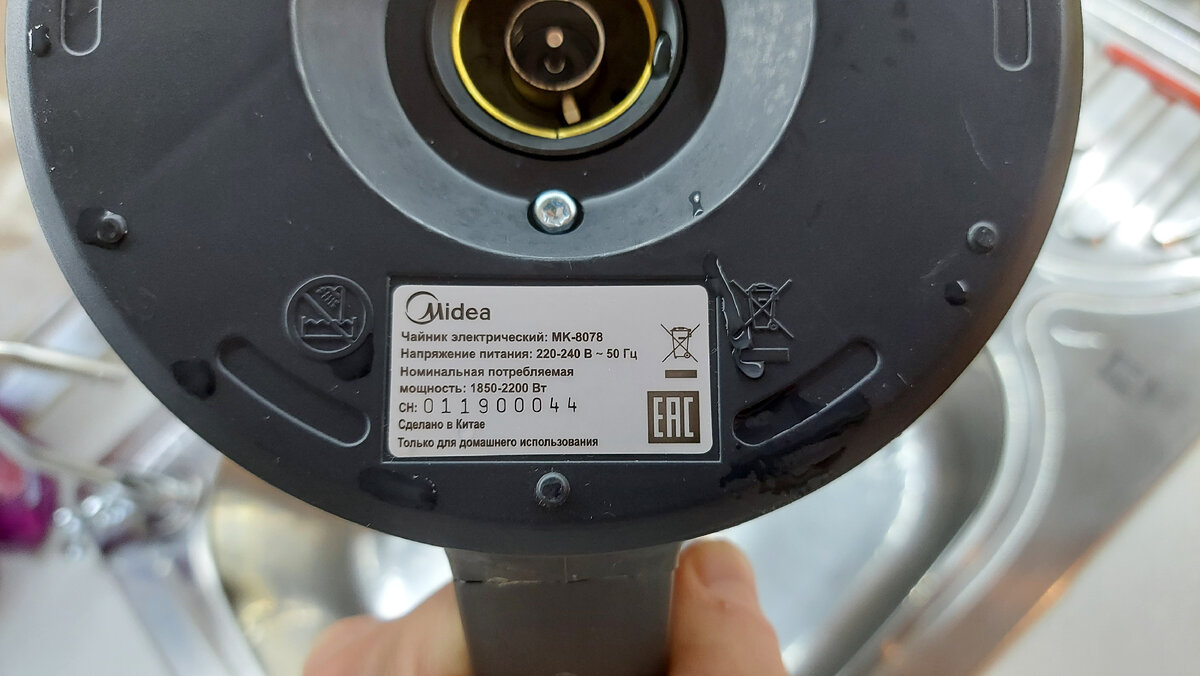 Midea
Чайник электрический: MK-8078
Напряжение питания: 220-240 В ~ 50 Гц
Номинальная потребляемая
мощность: 1850-2200 Вт
СН: 011900044
Сделано в Китае
Только для домашнего использования
EAC